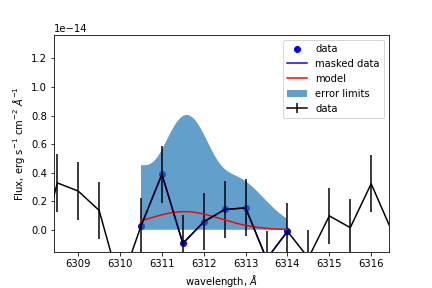 1e−14
data
masked data
model
error limits
data
Flux, erg s⁻¹ cm⁻² Å⁻¹
1.2
1.0
0.8
0.6
0.4
0.2
0.0
6309 6310 6311 6312 6313 6314 6315 6316
wavelength, Å